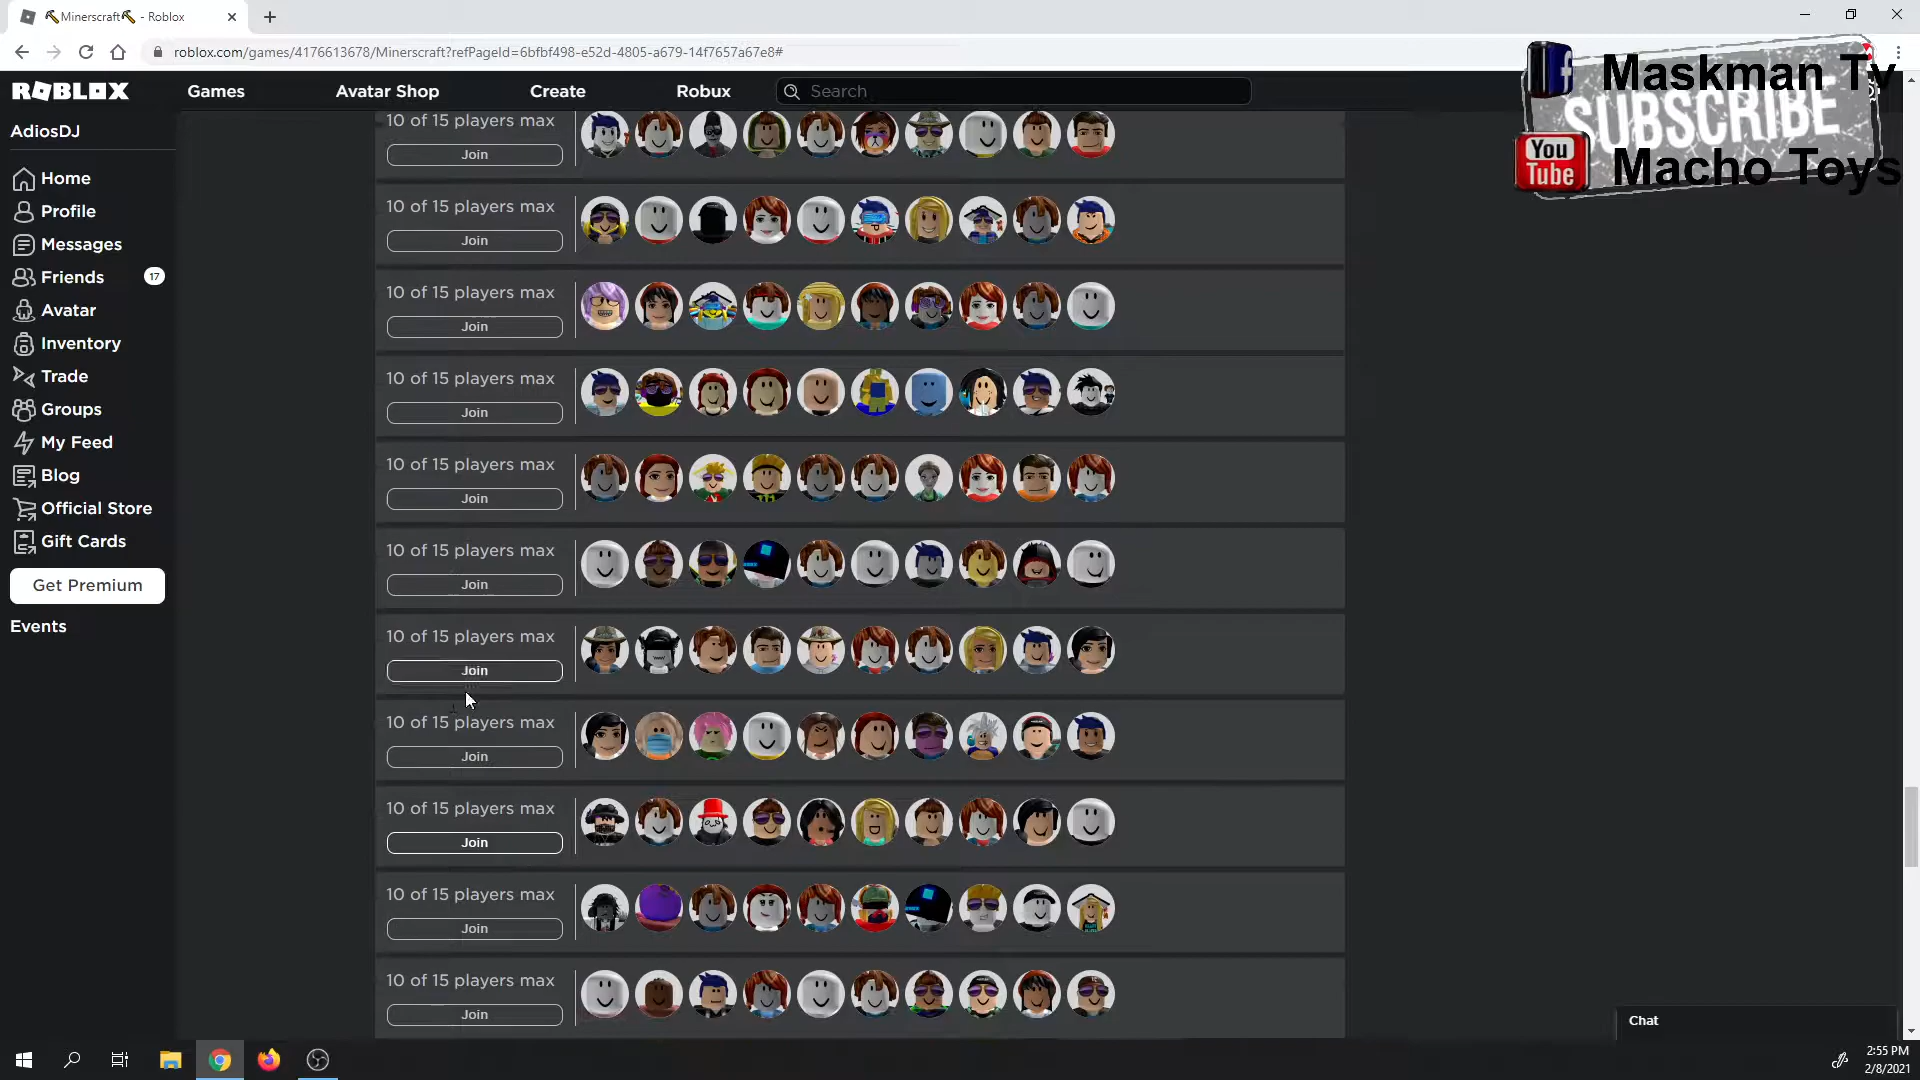 ⛏Minerscraft⛏ - Roblox
roblox.com/games/4176613678/Minerscraft?refPageId=6bfbf498-e52d-4805-a679-14f7657a67e8#
Maskman Tv
SUBSCRIBE
You
Tube
Macho Toys
ROBLOX
Games
Avatar Shop
Create
Robux
Search
AdiosDJ
Home
Profile
Messages
Friends 17
Avatar
Inventory
Trade
Groups
My Feed
Blog
Official Store
Gift Cards
Get Premium
Events
10 of 15 players max
Join
10 of 15 players max
Join
10 of 15 players max
Join
10 of 15 players max
Join
10 of 15 players max
Join
10 of 15 players max
Join
10 of 15 players max
Join
10 of 15 players max
Join
10 of 15 players max
Join
10 of 15 players max
Join
10 of 15 players max
Join
Chat
2:55 PM
2/8/2021